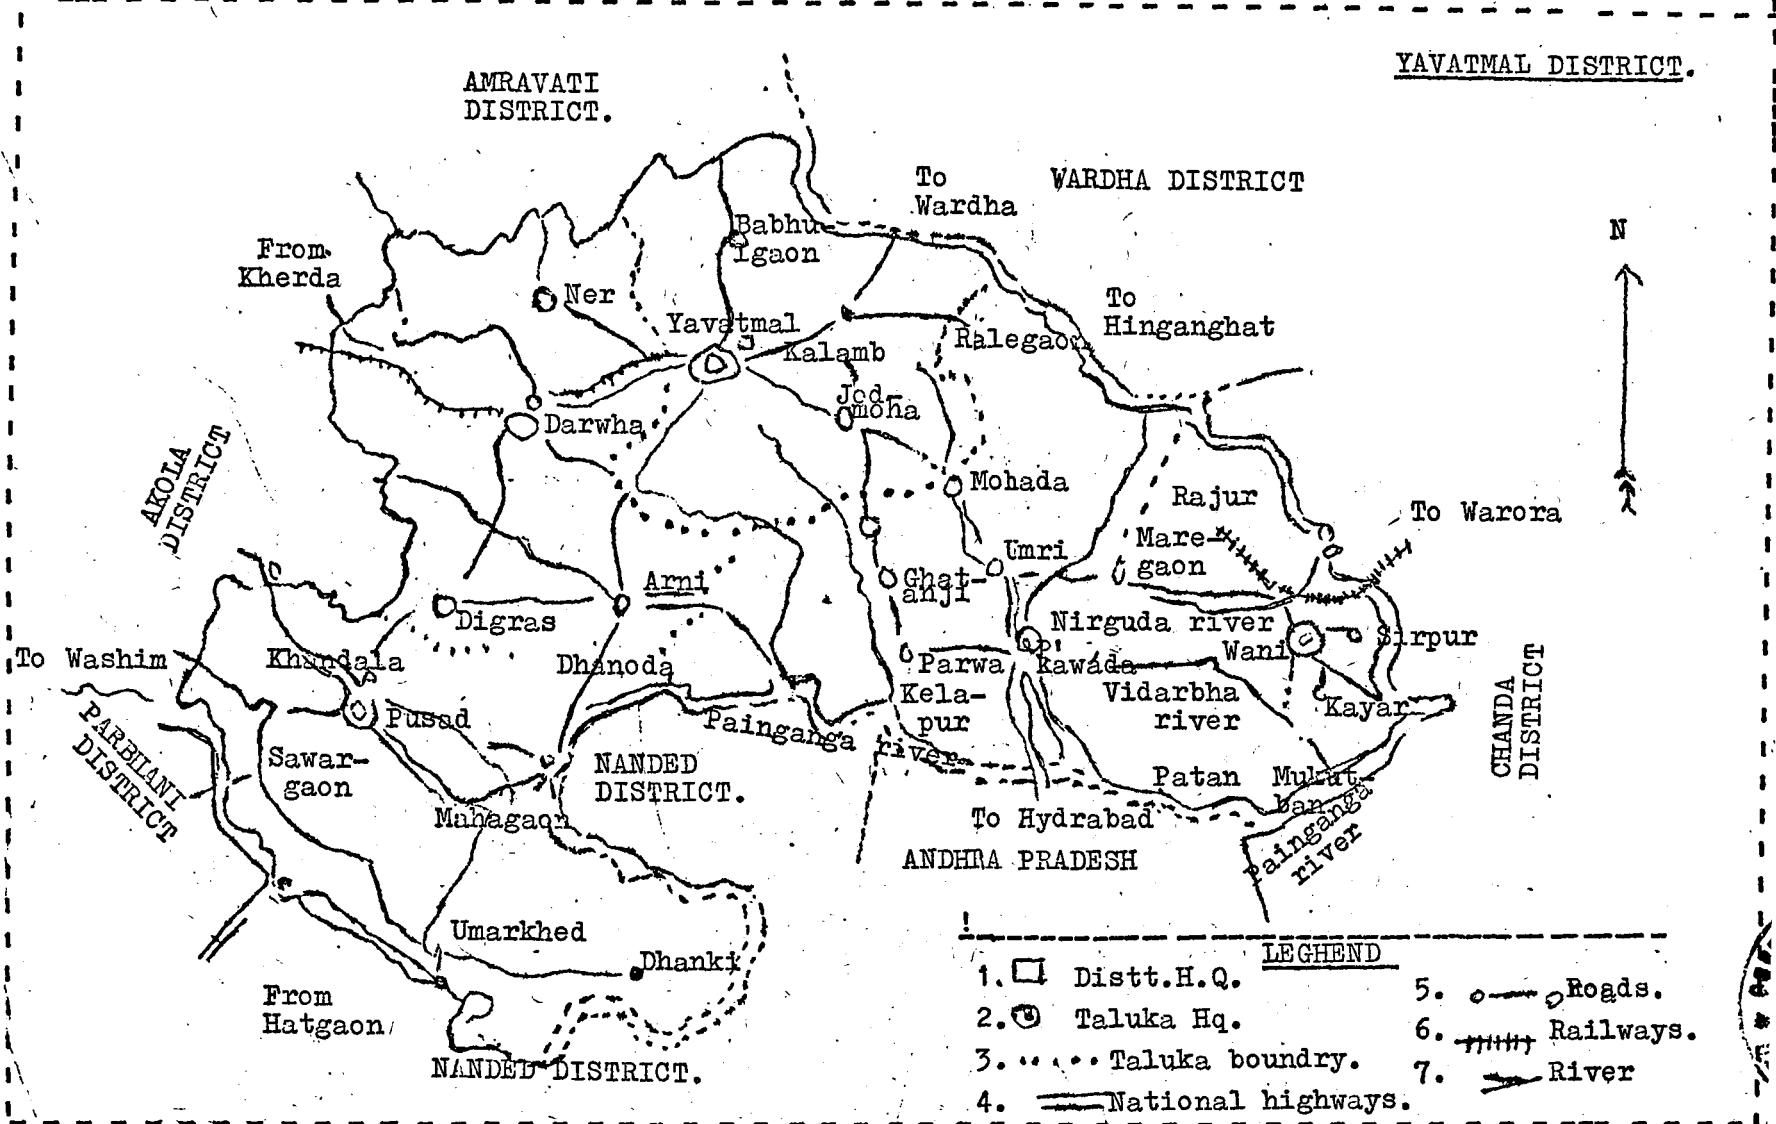 YAVATMAL DISTRICT.
AMRAVATI
DISTRICT.
To
Wardha
WARDHA DISTRICT
N
From
Kherda
Babhu-
lgaon
Ner
Yavatmal
Kalamb
Ralegaon
To
Hinganghat
Jod-
moha
Darwha
AKOLA
DISTRICT
Mohada
Rajur
To Warora
Mare-
gaon
Umri
Ghat-
anji
Arni
Digras
Nirguda river
Wani
Sirpur
To Washim
Khandala
Dhanoda
Parwa
P'
kawada
Vidarbha
river
Kayar
CHANDA
DISTRICT
Kela-
pur
Painganga river
Pusad
PARBHANI
DISTRICT
Sawar-
gaon
NANDED
DISTRICT.
Patan
Mukut-
ban
Mahagaon
To Hydrabad
ANDHRA PRADESH
Painganga
river
Umarkhed
Dhanki
From
Hatgaon
NANDED DISTRICT.
LEGHEND
1. Distt.H.Q.
2. Taluka Hq.
3. Taluka boundry.
4. National highways.
5. Roads.
6. Railways.
7. River